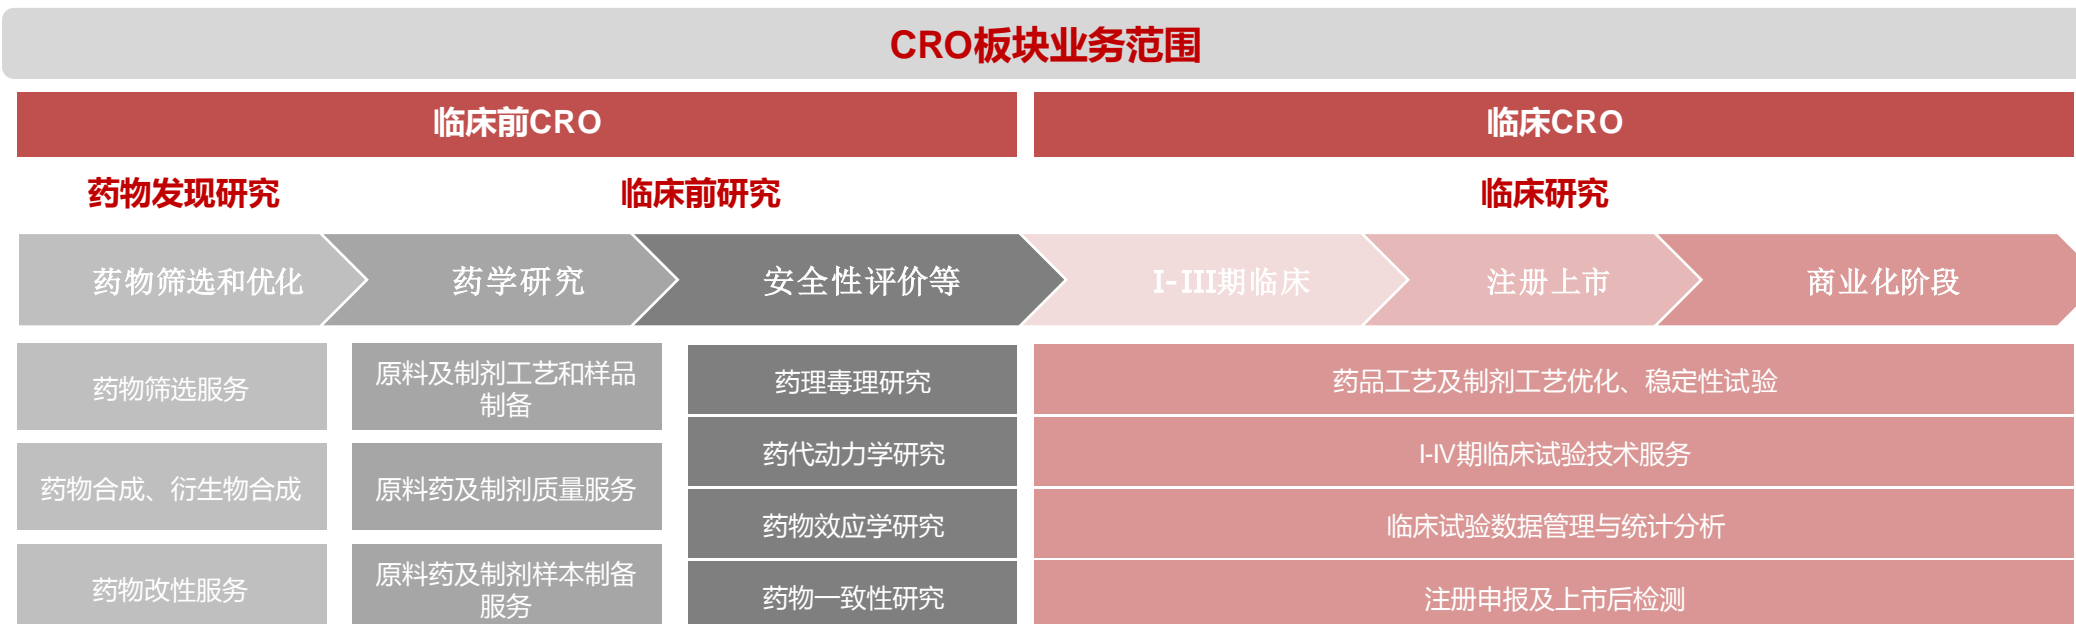 CRO板块业务范围
临床前CRO
临床CRO
药物发现研究
临床前研究
临床研究
药物筛选和优化
药学研究
安全性评价等
I-III期临床
注册上市
商业化阶段
药物筛选服务
药物合成、衍生物合成
药物改性服务
原料及制剂工艺和样品
制备
原料药及制剂质量服务
原料药及制剂样本制备
服务
药理毒理研究
药代动力学研究
药物效应学研究
药物一致性研究
药品工艺及制剂工艺优化、稳定性试验
I-IV期临床试验技术服务
临床试验数据管理与统计分析
注册申报及上市后检测